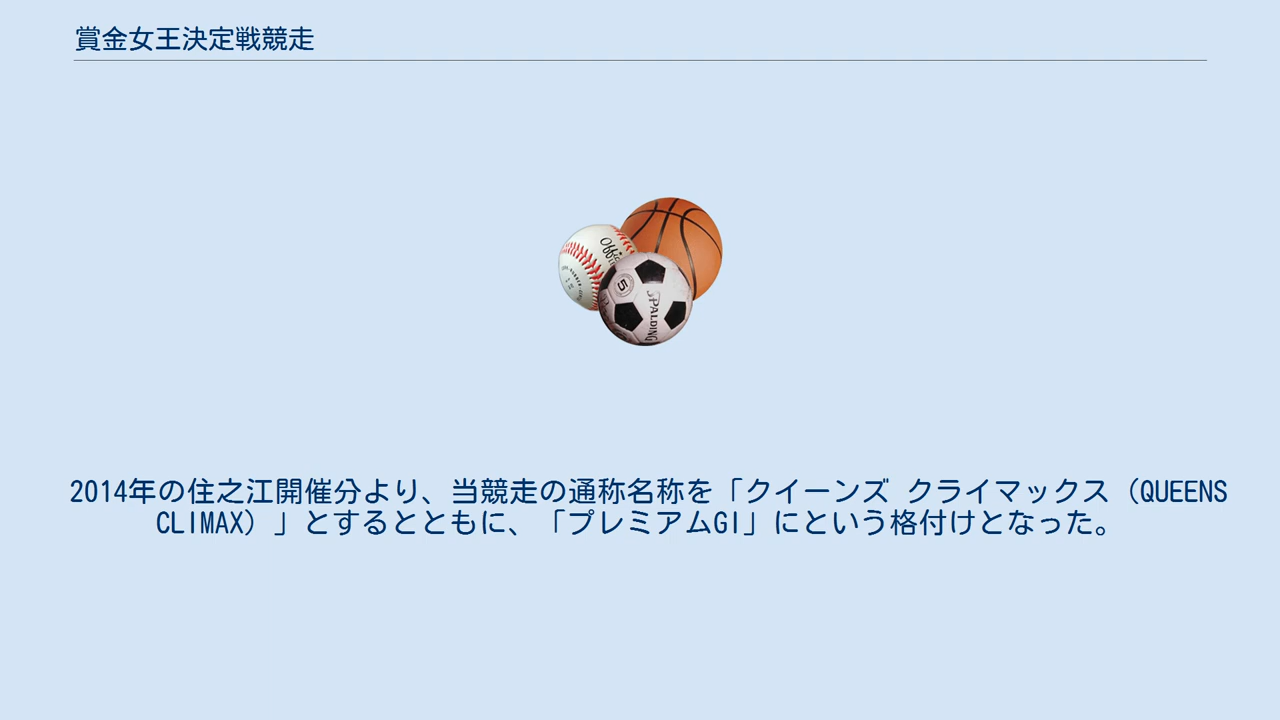 賞金女王決定戦競走
Offi
5
SPALDING
2014年の住之江開催分より、当競走の通称名称を「クイーンズ クライマックス（QUEENS
CLIMAX）」とするとともに、「プレミアムGI」にという格付けとなった。